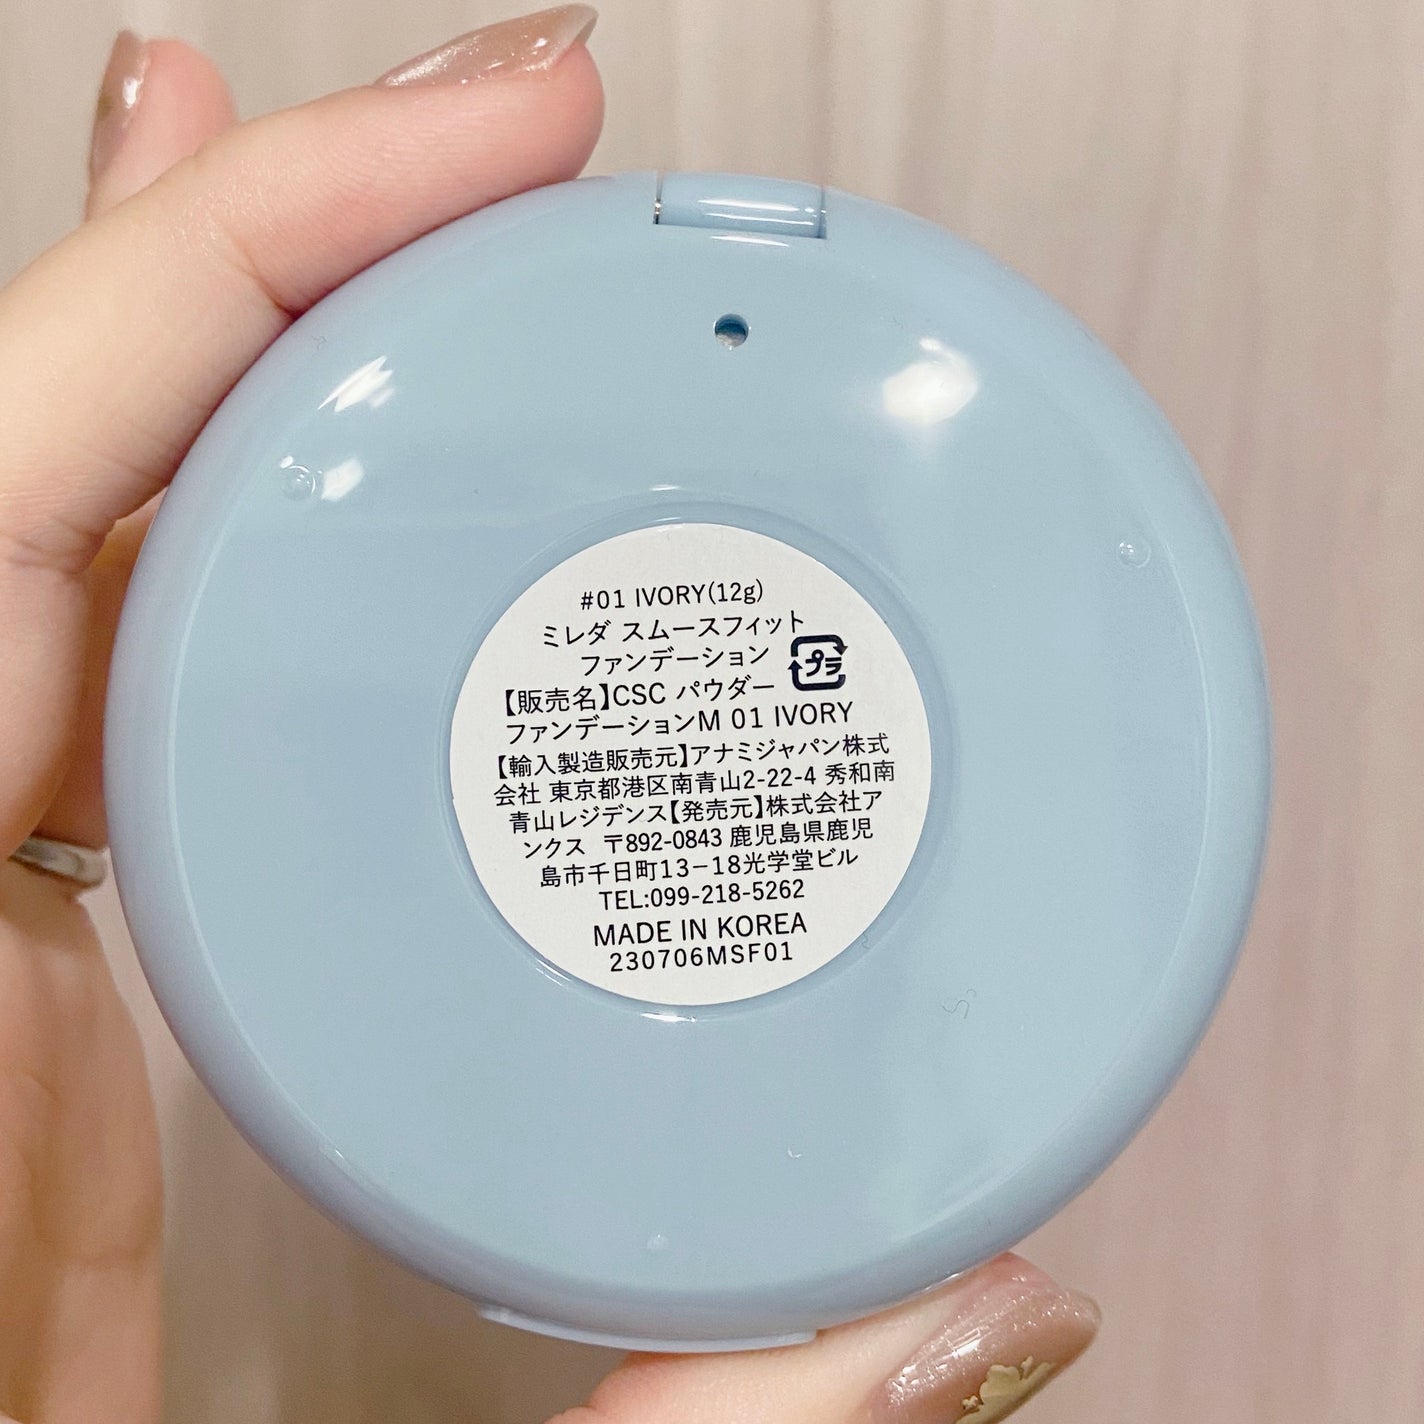 #01 IVORY(12g)
ミレダ スムースフィット
ファンデーション
プラ
【販売名】CSC パウダー
ファンデーションM 01 IVORY
【輸入製造販売元】アナミジャパン株式
会社 東京都港区南青山2-22-4 秀和南
青山レジデンス【発売元】株式会社ア
ンクス 〒892-0843 鹿児島県鹿児
島市千日町13−18光学堂ビル
TEL:099-218-5262
MADE IN KOREA
230706MSF01